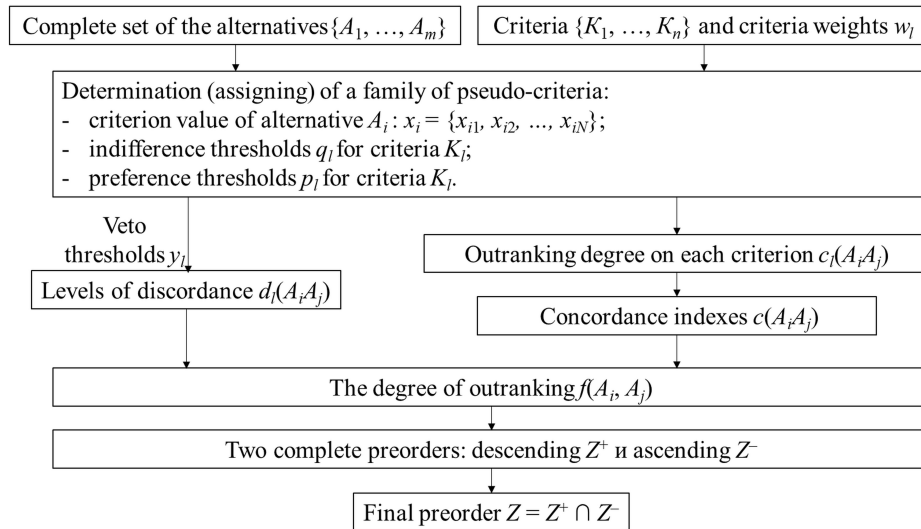 Complete set of the alternatives {A₁, …, Aₘ}
Criteria {K₁, …, Kₙ} and criteria weights wₗ
Determination (assigning) of a family of pseudo-criteria:
- criterion value of alternative Aᵢ : xᵢ = {xᵢ₁, xᵢ₂, …, xᵢN};
- indifference thresholds qₗ for criteria Kₗ;
- preference thresholds pₗ for criteria Kₗ.
Veto
thresholds yₗ
Outranking degree on each criterion cₗ(AᵢAⱼ)
Levels of discordance dₗ(AᵢAⱼ)
Concordance indexes c(AᵢAⱼ)
The degree of outranking f(Aᵢ, Aⱼ)
Two complete preorders: descending Z⁺ и ascending Z⁻
Final preorder Z = Z⁺ ∩ Z⁻